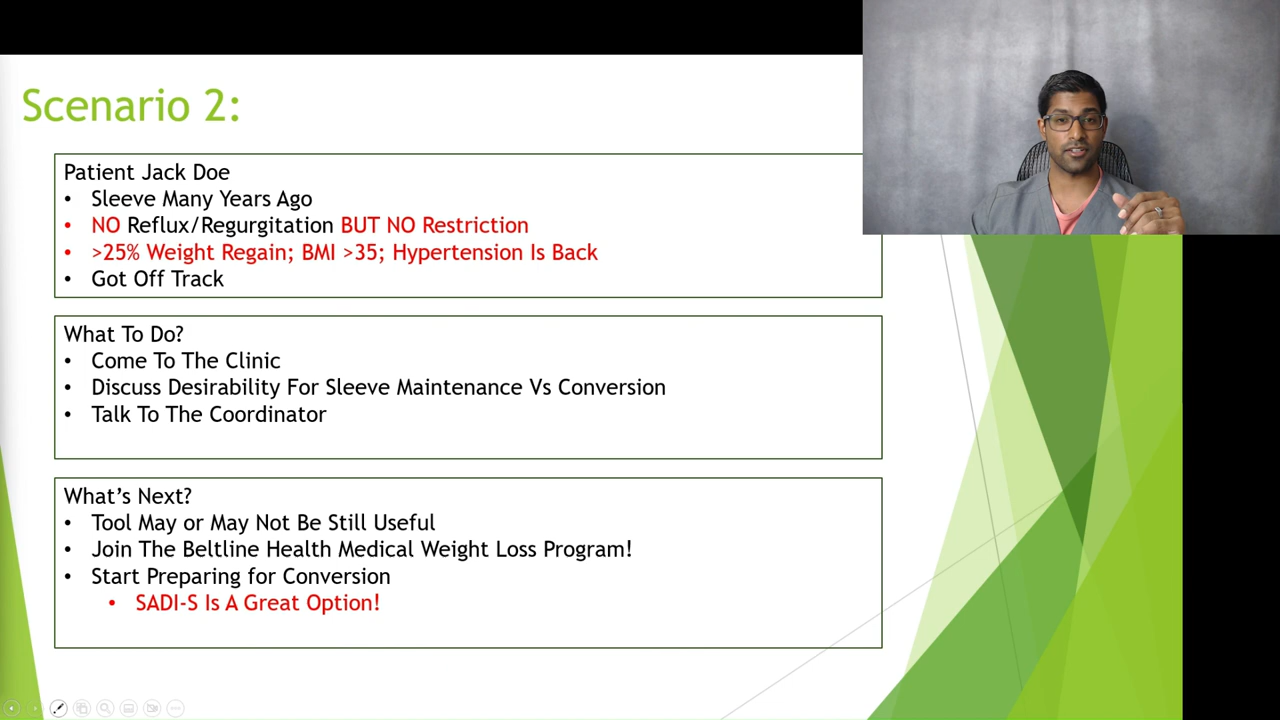 Scenario 2:
Patient Jack Doe
• Sleeve Many Years Ago
• NO Reflux/Regurgitation BUT NO Restriction
• >25% Weight Regain; BMI >35; Hypertension Is Back
• Got Off Track
What To Do?
• Come To The Clinic
• Discuss Desirability For Sleeve Maintenance Vs Conversion
• Talk To The Coordinator
What's Next?
• Tool May or May Not Be Still Useful
• Join The Beltline Health Medical Weight Loss Program!
• Start Preparing for Conversion
• SADI-S Is A Great Option!